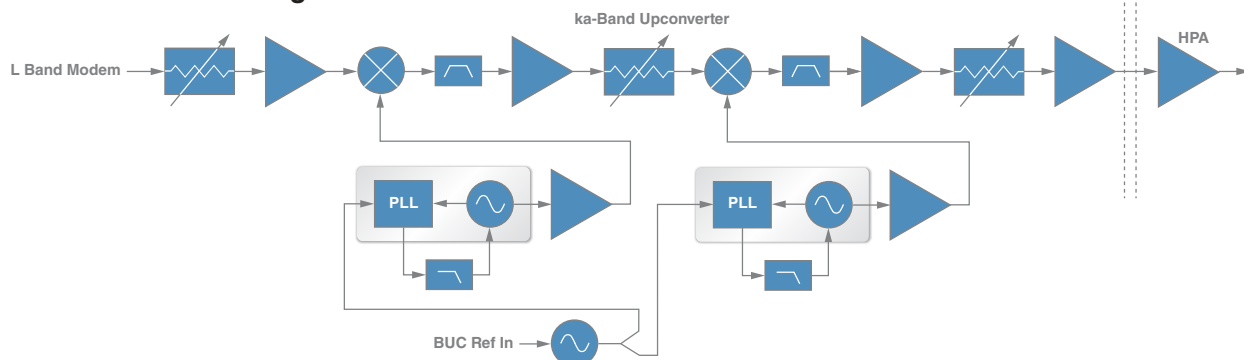 ka-Band Upconverter
HPA
L Band Modem
PLL
PLL
BUC Ref In